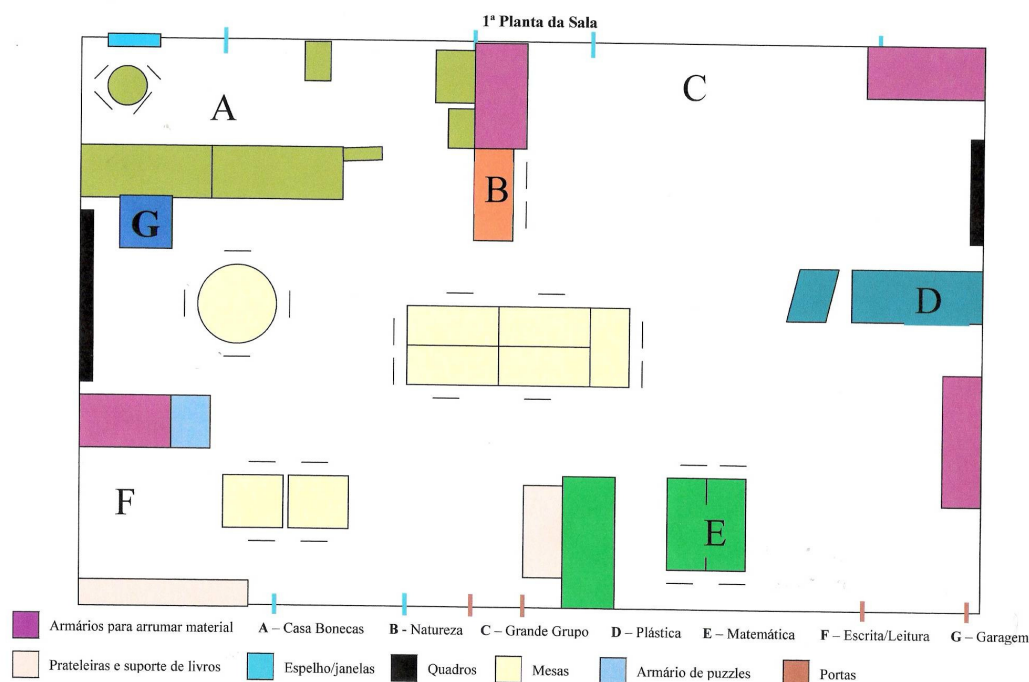 1ª Planta da Sala
A
C
B
G
D
F
E
Armários para arrumar material A – Casa Bonecas B - Natureza C – Grande Grupo D – Plástica E – Matemática F – Escrita/Leitura G – Garagem
Prateleiras e suporte de livros Espelho/janelas Quadros Mesas Armário de puzzles Portas